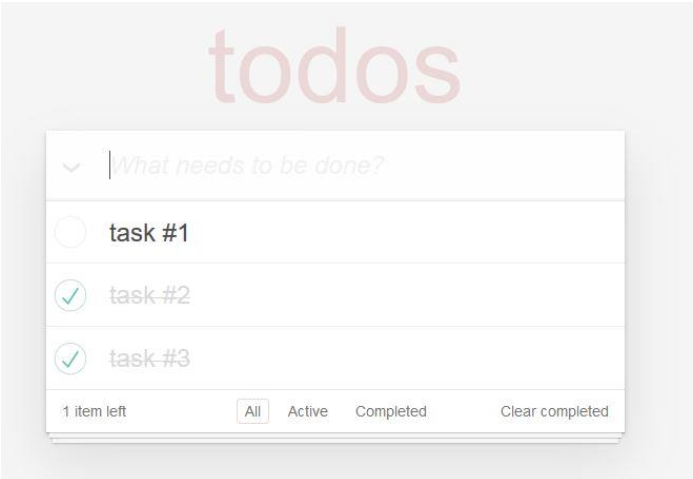 todos
What needs to be done?
task #1
task #2
task #3
1 item left All Active Completed Clear completed